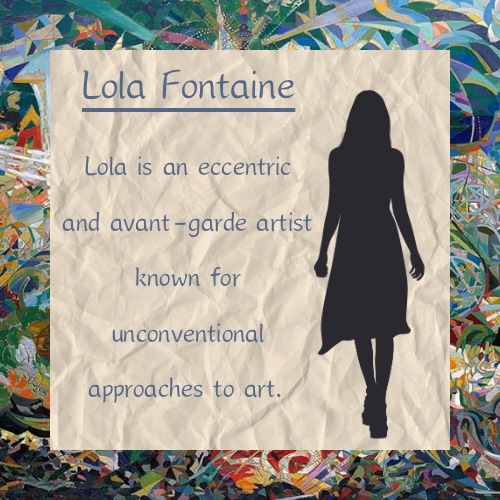 Lola Fontaine
Lola is an eccentric
and avant-garde artist
known for
unconventional
approaches to art.